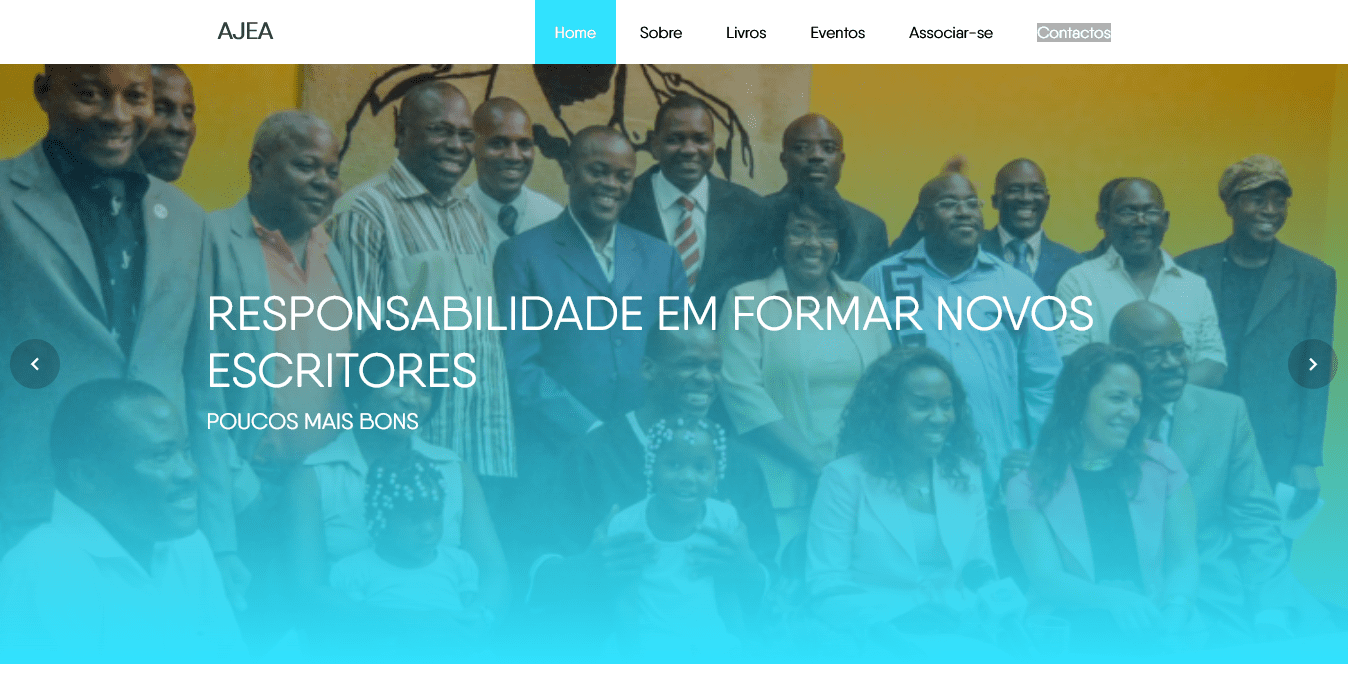 AJEA
Home Sobre Livros Eventos Associar-se Contactos
RESPONSABILIDADE EM FORMAR NOVOS
ESCRITORES
POUCOS MAIS BONS